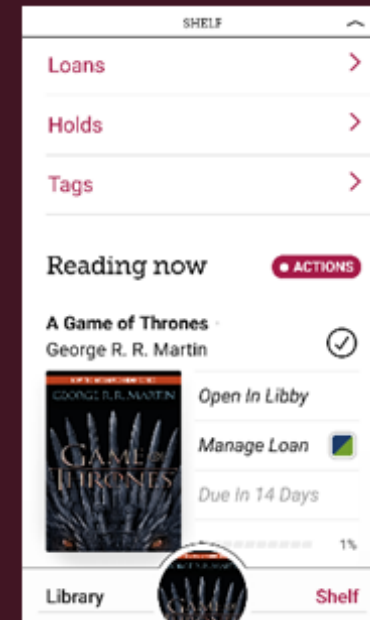 SHELF
Loans
Holds
Tags
Reading now
ACTIONS
A Game of Thrones
George R. R. Martin
GEORGE R. R. MARTIN
A
GAME OF
THRONES
Open In Libby
Manage Loan
Due In 14 Days
1%
Library
Shelf